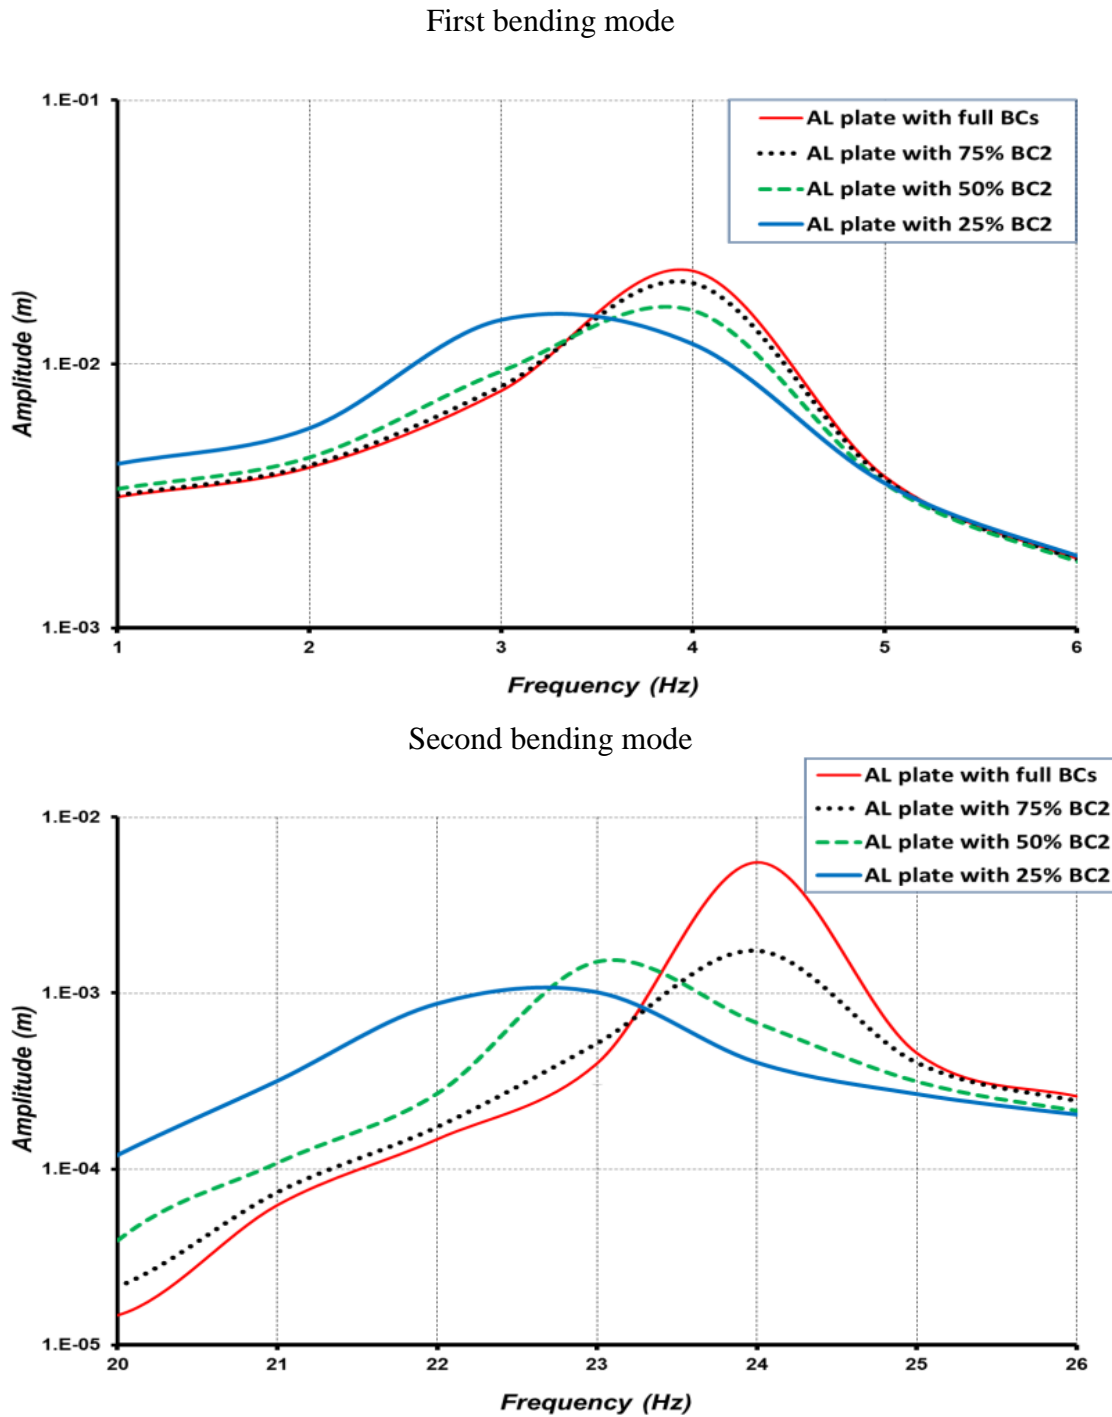 First bending mode
1.E-01
AL plate with full BCs
AL plate with 75% BC2
AL plate with 50% BC2
AL plate with 25% BC2
Amplitude (m)
1.E-02
1.E-03
1 2 3 4 5 6
Frequency (Hz)
Second bending mode
AL plate with full BCs
AL plate with 75% BC2
AL plate with 50% BC2
AL plate with 25% BC2
1.E-02
1.E-03
Amplitude (m)
1.E-04
1.E-05
20 21 22 23 24 25 26
Frequency (Hz)